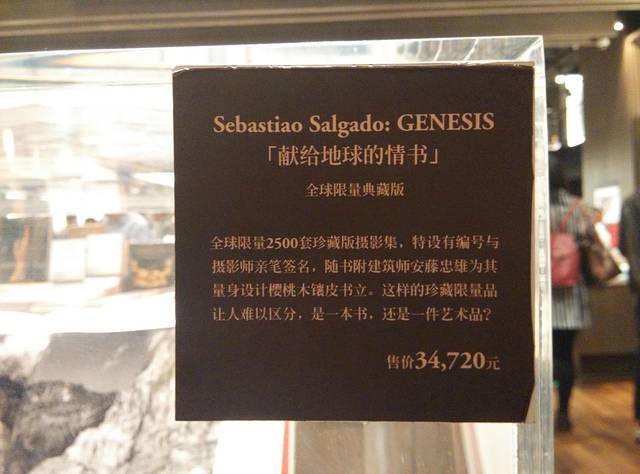 Sebastiao Salgado: GENESIS
「献给地球的情书」
全球限量典藏版
全球限量2500套珍藏版摄影集，特设有编号与
摄影师亲笔签名，随书附建筑师安藤忠雄为其
量身设计樱桃木镶皮书立。这样的珍藏限量品
让人难以区分，是一本书，还是一件艺术品？
售价34,720元